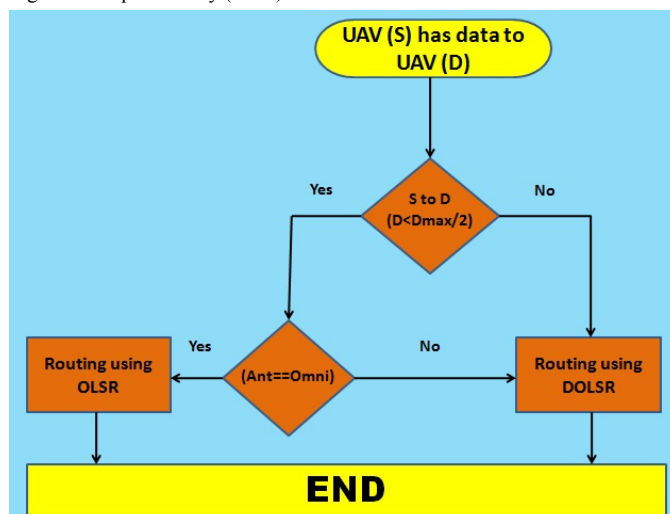 UAV (S) has data to
UAV (D)
Yes
S to D
(D<Dmax/2)
No
Routing using
OLSR
Yes
(Ant==Omni)
No
Routing using
DOLSR
END